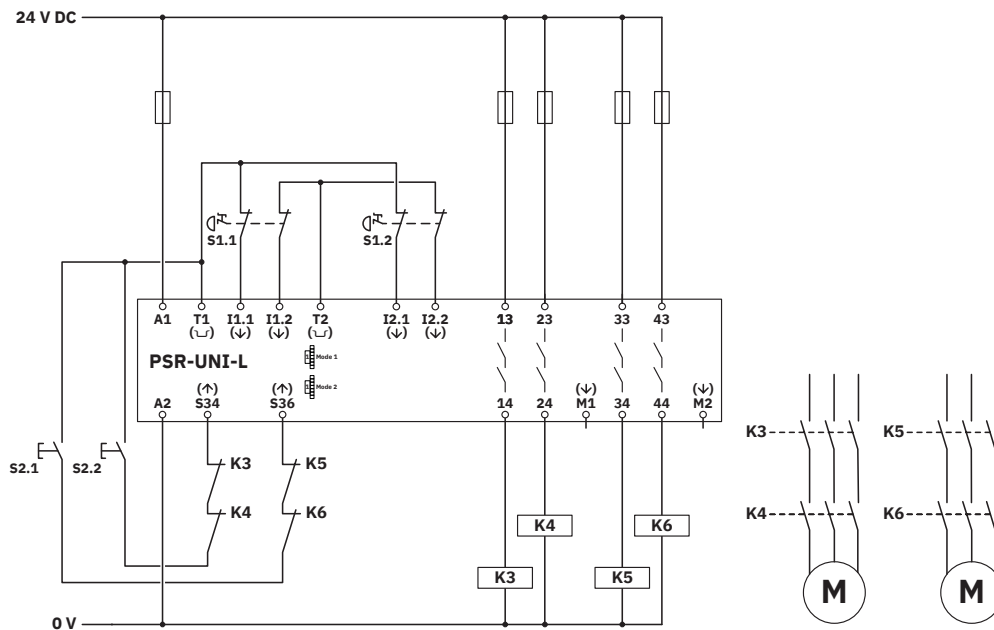 24 V DC
S1.1
S1.2
A1 T1 I1.1 I1.2 T2 I2.1 I2.2 13 23 33 43
PSR-UNI-L
Mode 1
Mode 2
A2 S34 S36 14 24 M1 34 44 M2
S2.1 S2.2
K3 K5
K4 K6
K4 K6
K3 K5
0 V
K3 K5
K4 K6
M M